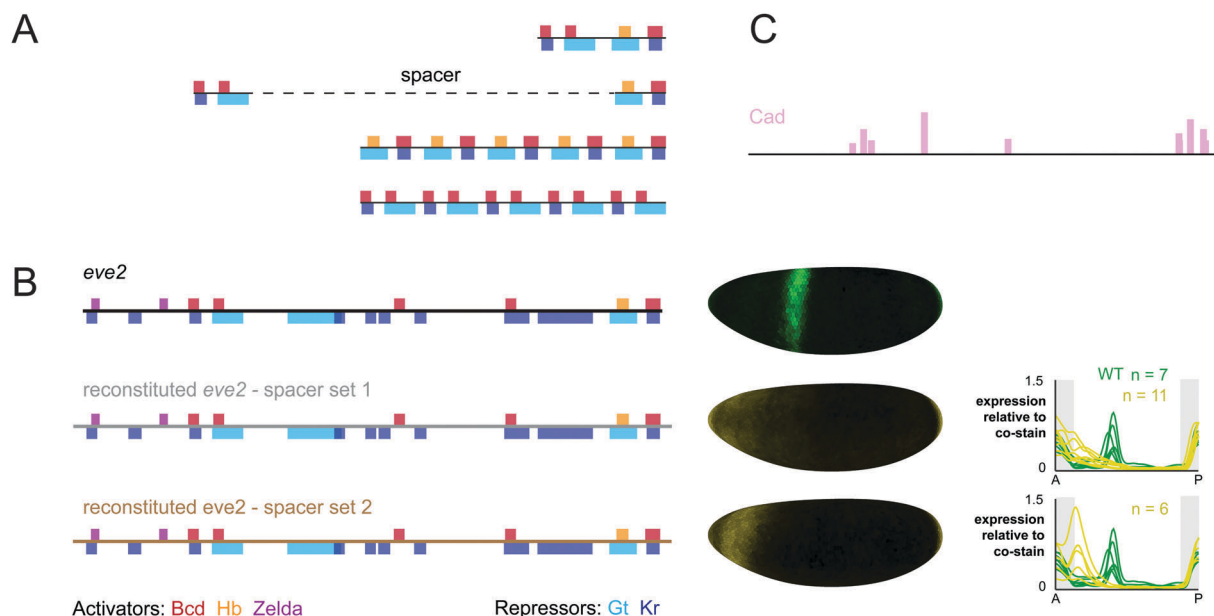 A
spacer
C
Cad
B
eve2
reconstituted eve2 - spacer set 1
reconstituted eve2 - spacer set 2
Activators: Bcd Hb Zelda
Repressors: Gt Kr
1.5
WT n = 7
n = 11
expression
relative to
co-stain
0
A
P
1.5
n = 6
expression
relative to
co-stain
0
A
P